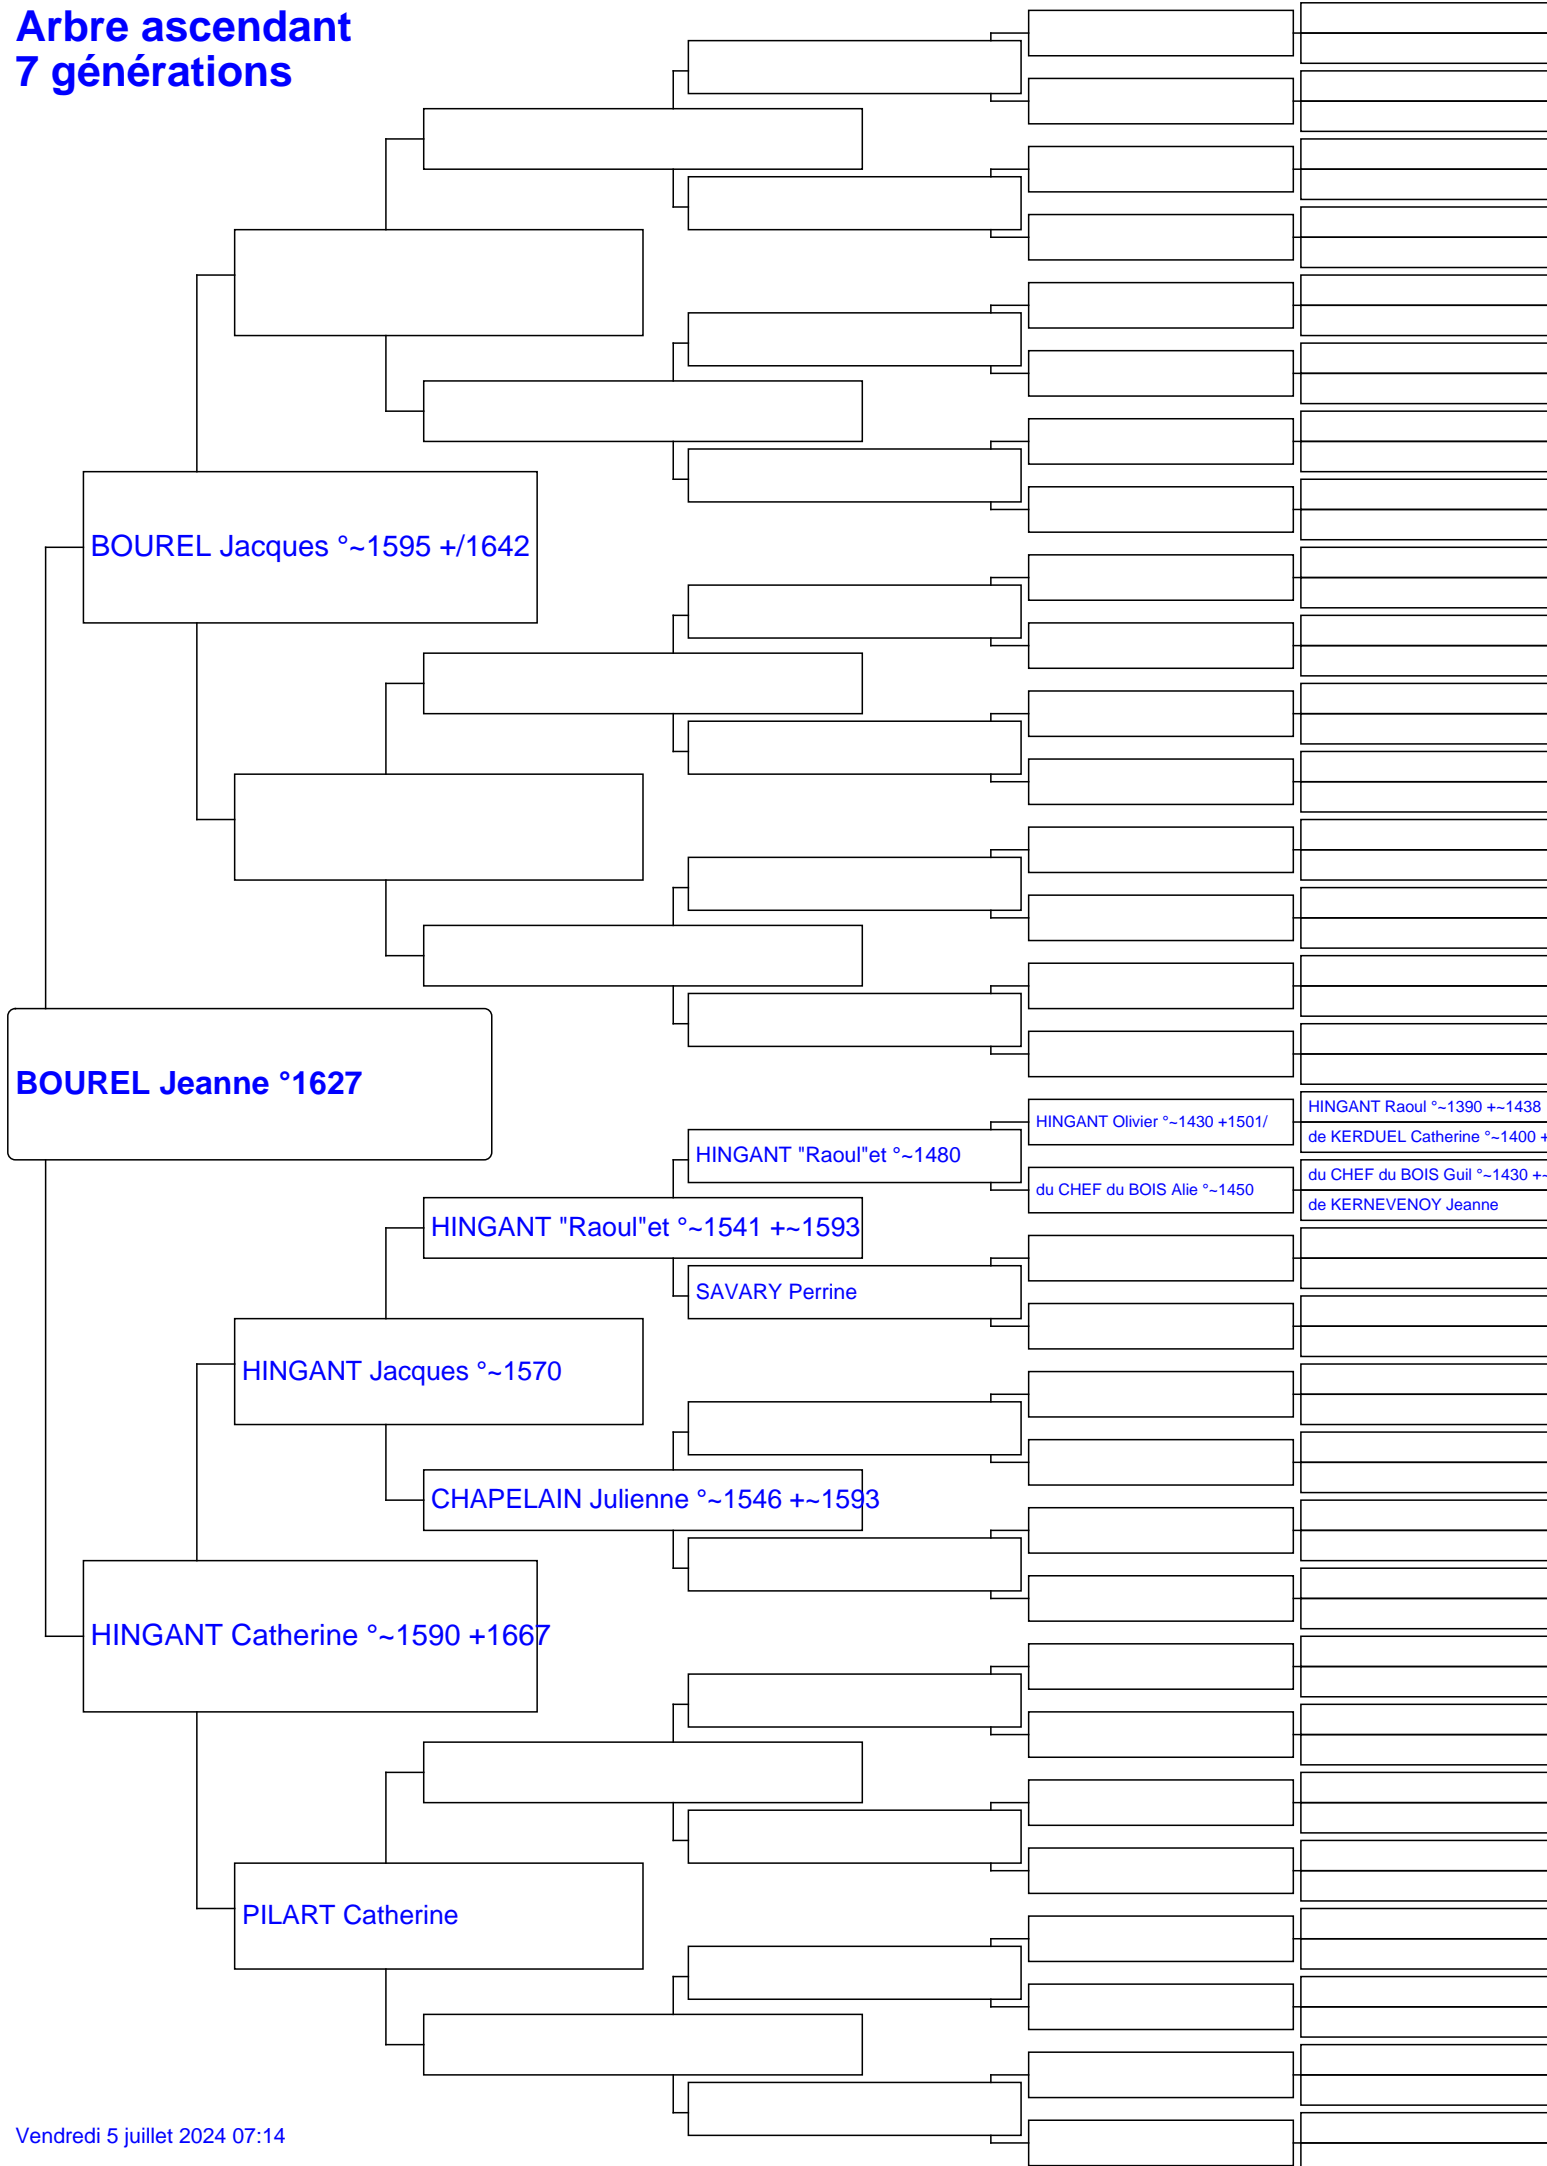 Arbre ascendant
7 générations
BOUREL Jacques °~1595 +/1642
BOUREL Jeanne °1627
HINGANT Raoul °~1390 +~1438
HINGANT Olivier °~1430 +1501/
de KERDUEL Catherine °~1400 +
HINGANT "Raoul"et °~1480
du CHEF du BOIS Guil °~1430 +~
du CHEF du BOIS Alie °~1450
de KERNEVENOY Jeanne
HINGANT "Raoul"et °~1541 +~1593
SAVARY Perrine
HINGANT Jacques °~1570
CHAPELAIN Julienne °~1546 +~1593
HINGANT Catherine °~1590 +1667
PILART Catherine
Vendredi 5 juillet 2024 07:14